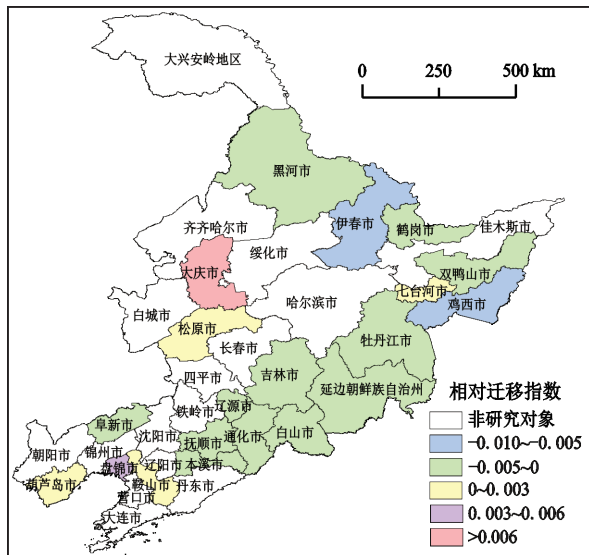 大兴安岭地区
0 250 500 km
黑河市
齐齐哈尔市
伊春市
鹤岗市
佳木斯市
绥化市
大庆市
双鸭山市
七台河市
鸡西市
哈尔滨市
白城市
松原市
牡丹江市
长春市
吉林市
四平市
延边朝鲜族自治州
铁岭市
辽源市
阜新市
沈阳市
抚顺市
通化市
白山市
朝阳市
锦州市
盘锦市
辽阳市
本溪市
葫芦岛市
鞍山市
丹东市
营口市
大连市
相对迁移指数
非研究对象
-0.010~-0.005
-0.005~0
0~0.003
0.003~0.006
>0.006